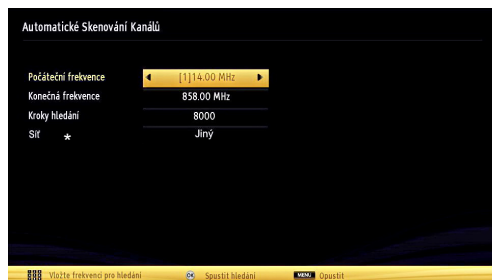 Automatické Skenování Kanálů
Počáteční frekvence [1]14.00 MHz
Konečná frekvence 858.00 MHz
Kroky hledání 8000
Síť * Jiný
Vložte frekvenci pro hledání OK Spustit hledání MENU Opustit